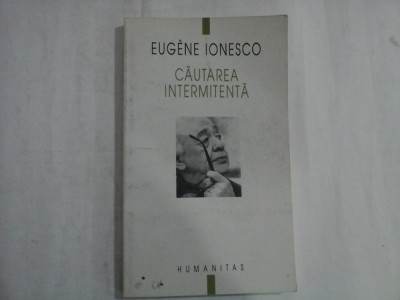 EUGÈNE IONESCO
CĂUTAREA
INTERMITENTĂ
HUMANITAS